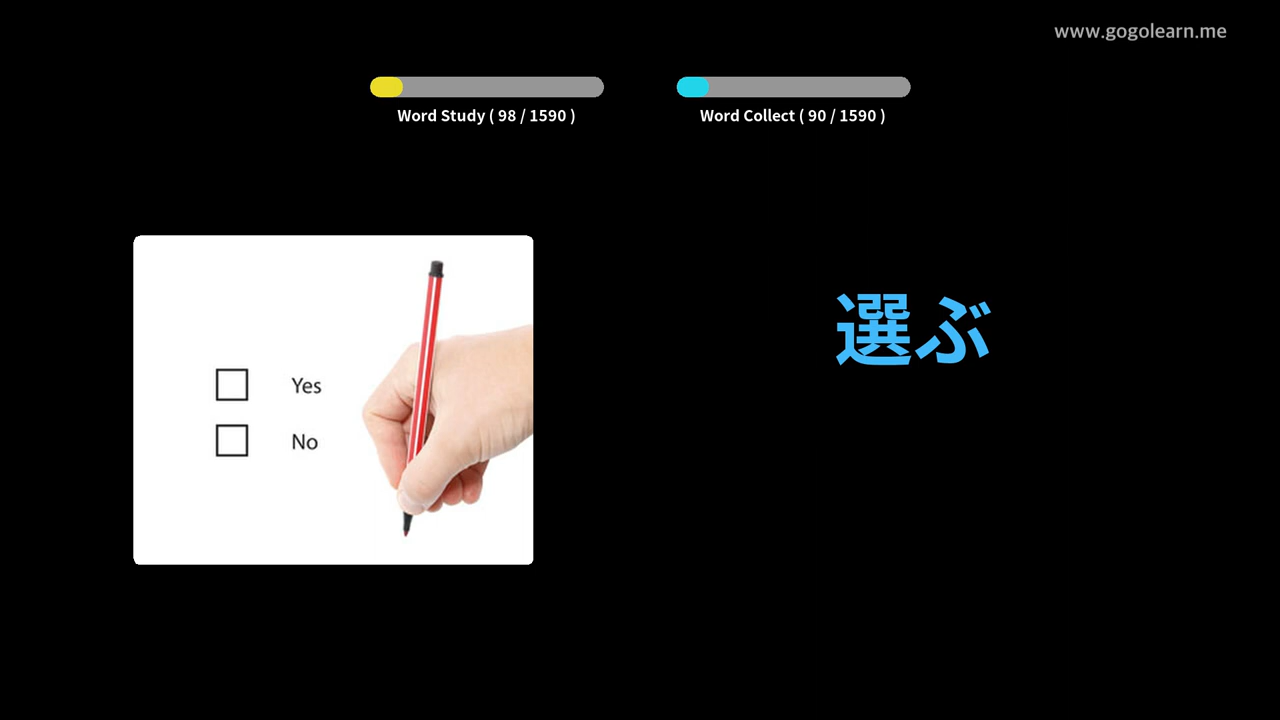 www.gogolearn.me
Word Study ( 98 / 1590 )
Word Collect ( 90 / 1590 )
Yes
No
選ぶ